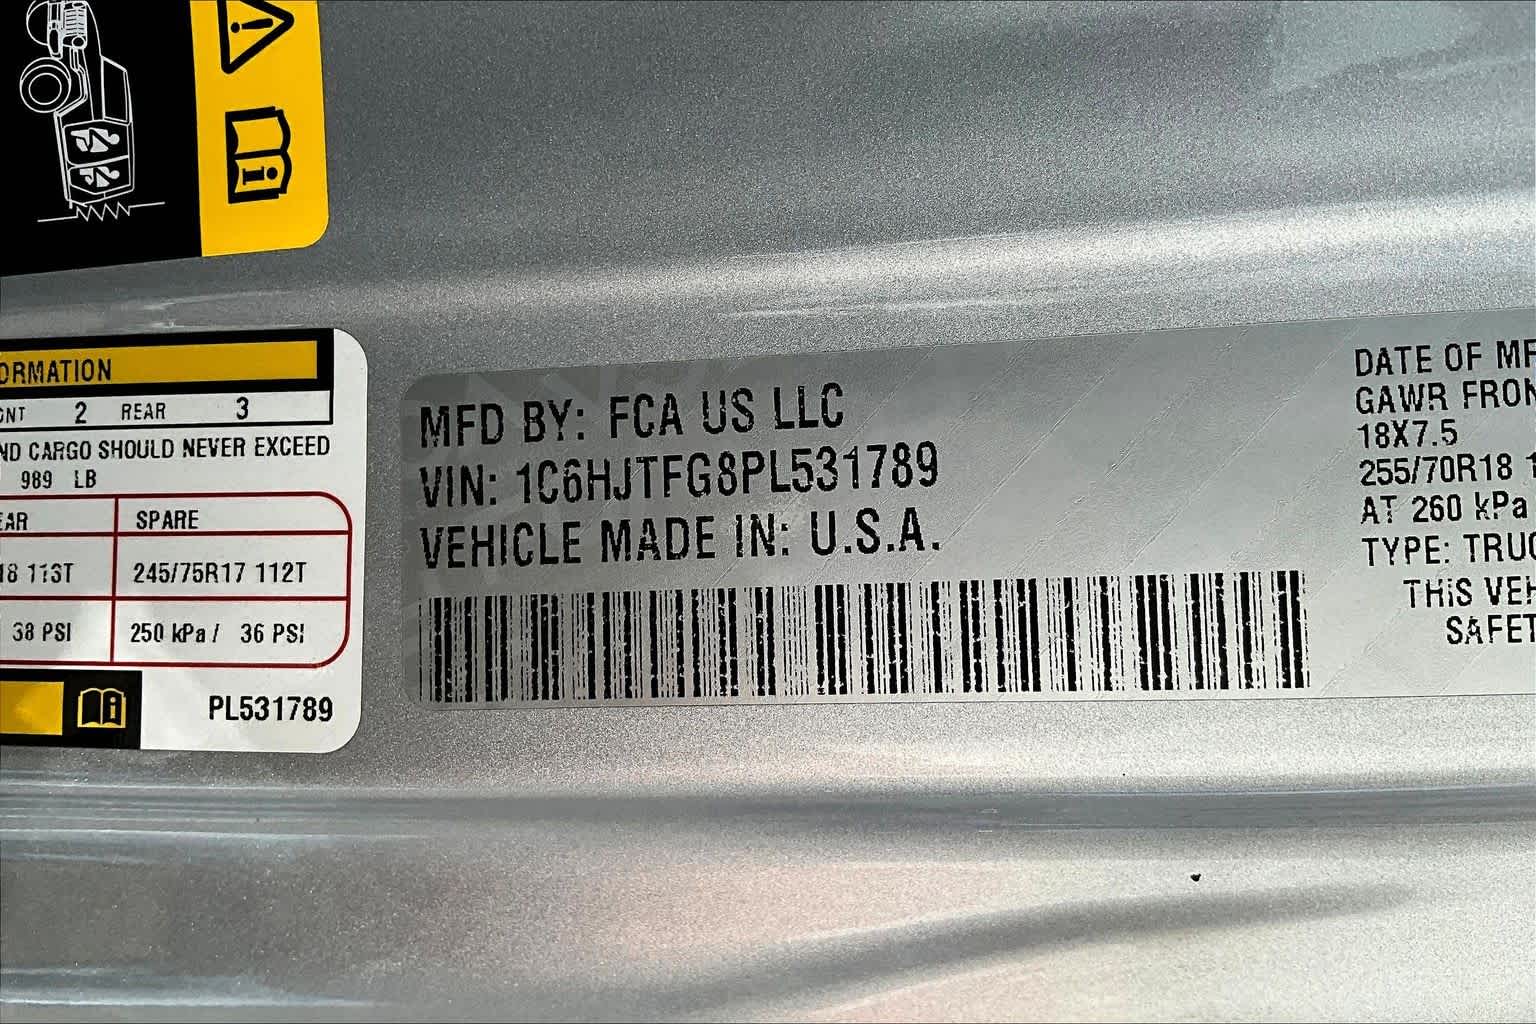 ORMATION
NT 2 REAR 3
ND CARGO SHOULD NEVER EXCEED
989 LB
EAR SPARE
18 113T 245/75R17 112T
38 PSI 250 kPa / 36 PSI
PL531789
MFD BY: FCA US LLC
VIN: 1C6HJTFG8PL531789
VEHICLE MADE IN: U.S.A.
DATE OF MF
GAWR FRON
18X7.5
255/70R18 1
AT 260 kPa
TYPE: TRUC
THIS VEH
SAFET